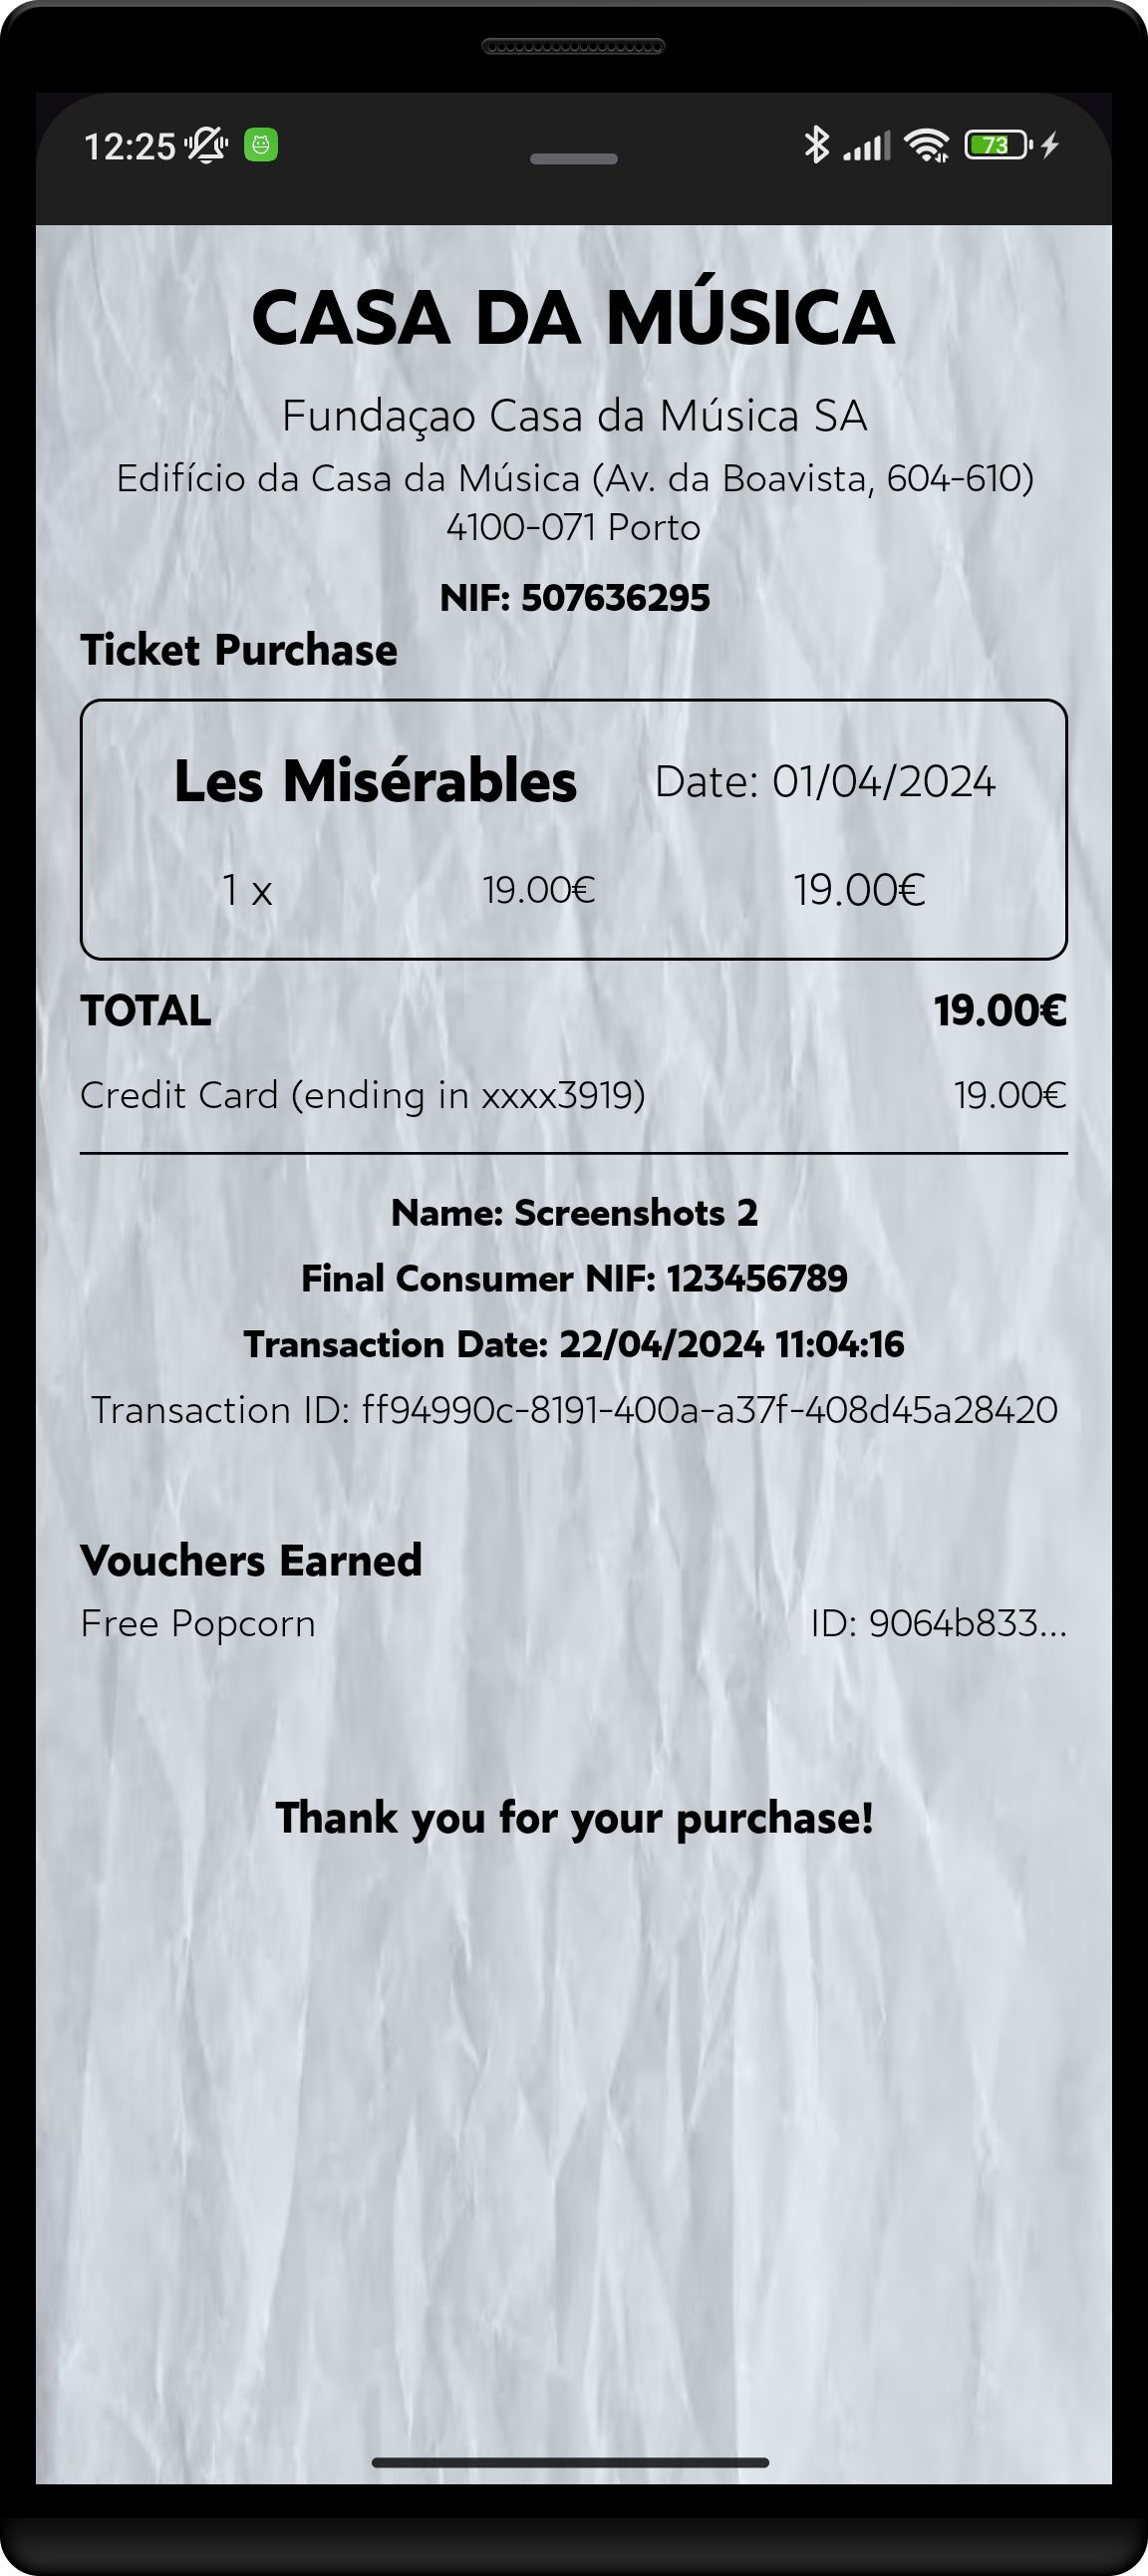 12:25
73
CASA DA MÚSICA
Fundaçao Casa da Música SA
Edifício da Casa da Música (Av. da Boavista, 604-610)
4100-071 Porto
NIF: 507636295
Ticket Purchase
Les Misérables Date: 01/04/2024
1 x 19.00€ 19.00€
TOTAL 19.00€
Credit Card (ending in xxxx3919) 19.00€
Name: Screenshots 2
Final Consumer NIF: 123456789
Transaction Date: 22/04/2024 11:04:16
Transaction ID: ff94990c-8191-400a-a37f-408d45a28420
Vouchers Earned
Free Popcorn ID: 9064b833...
Thank you for your purchase!